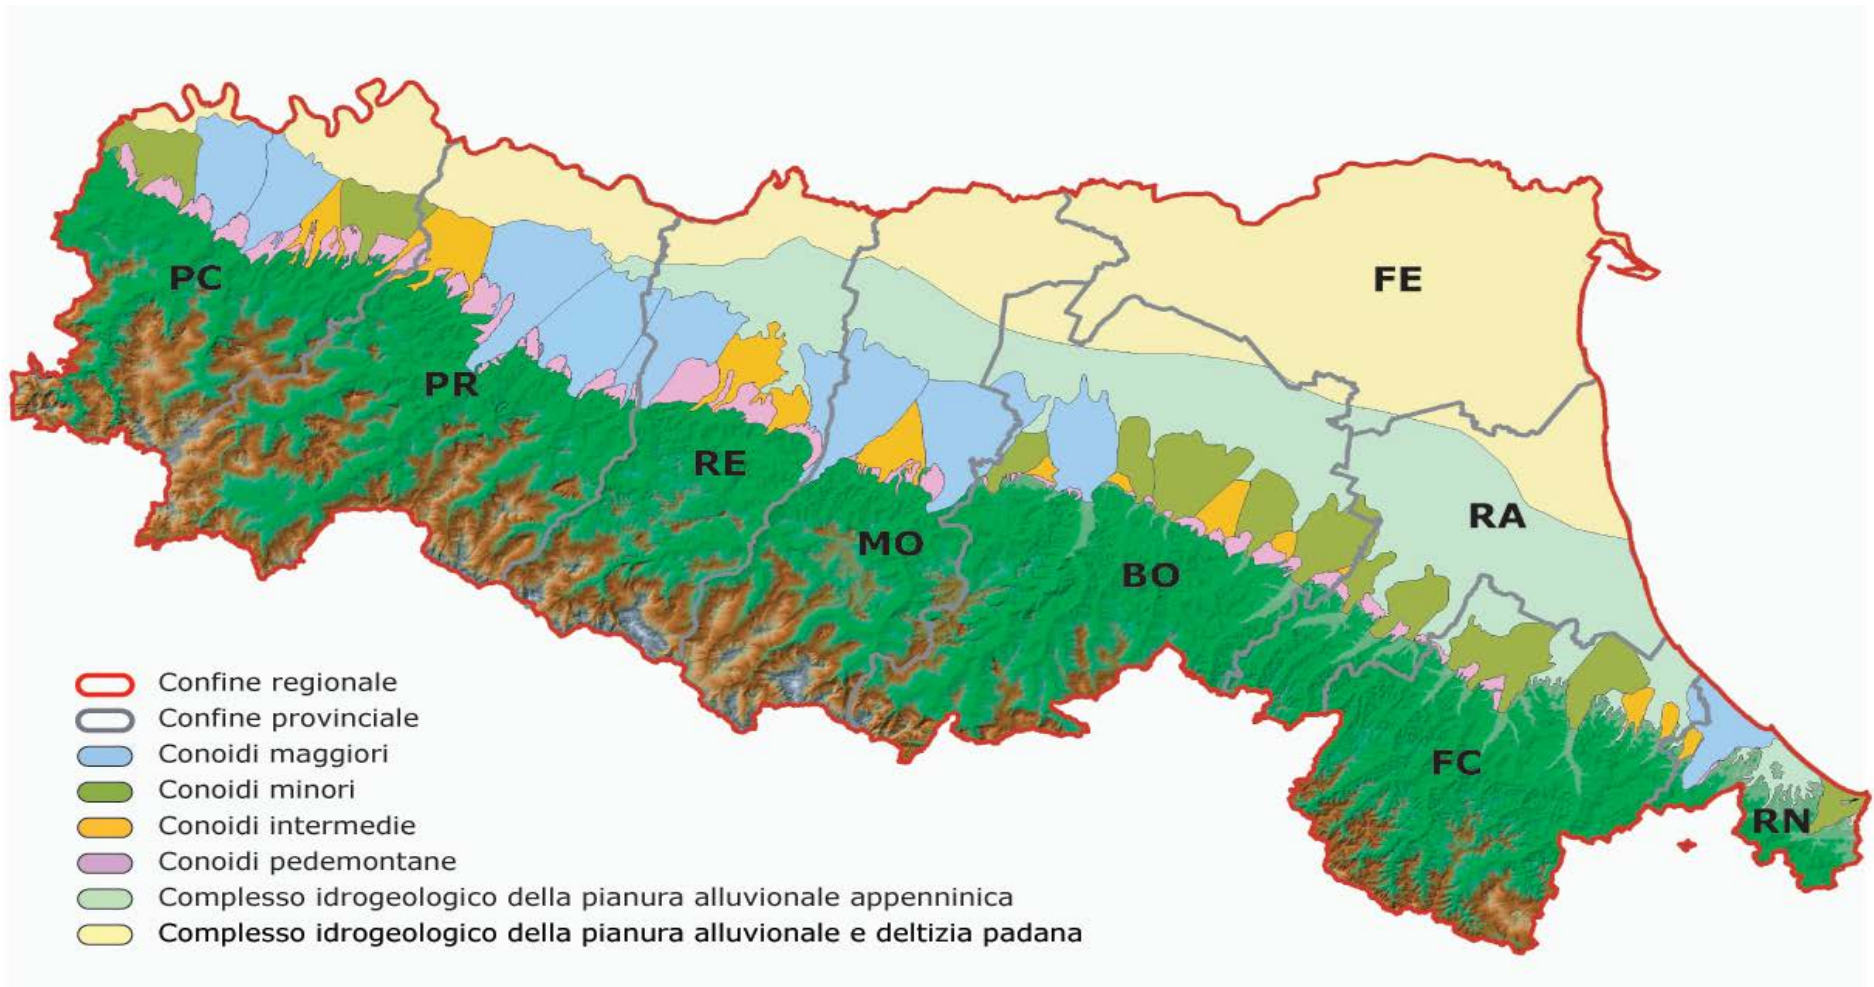 FE
PC
PR
RE
RA
MO
BO
FC
RN
Confine regionale
Confine provinciale
Conoidi maggiori
Conoidi minori
Conoidi intermedie
Conoidi pedemontane
Complesso idrogeologico della pianura alluvionale appenninica
Complesso idrogeologico della pianura alluvionale e deltizia padana